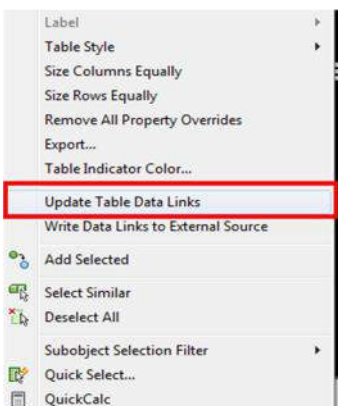 Label
Table Style
Size Columns Equally
Size Rows Equally
Remove All Property Overrides
Export...
Table Indicator Color...
Update Table Data Links
Write Data Links to External Source
Add Selected
Select Similar
Deselect All
Subobject Selection Filter
Quick Select...
QuickCalc